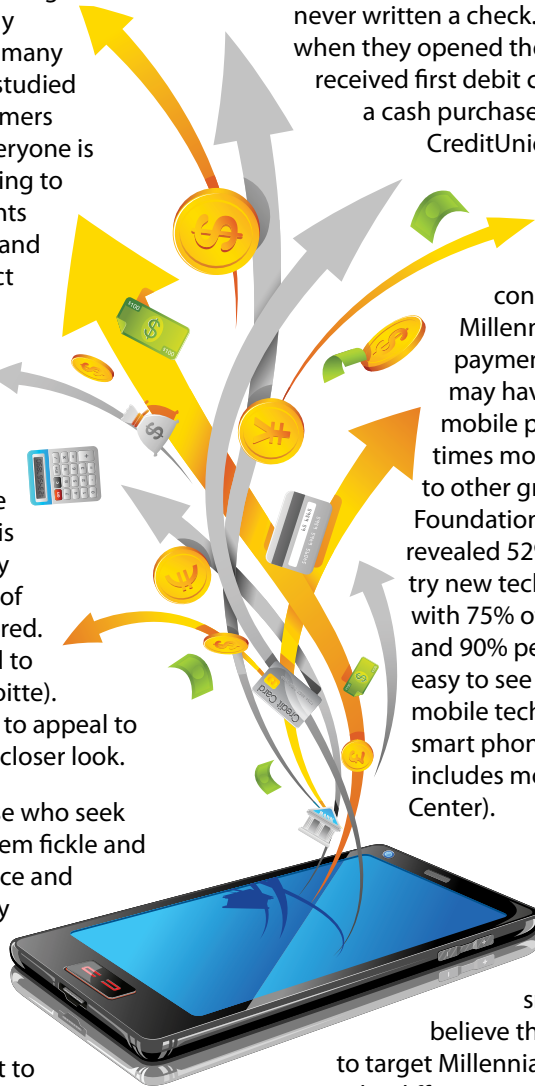 y
many
studied
mers
eryone is
ing to
nts
and
ct
e
is
y
of
red.
l to
oitte).
to appeal to
closer look.
se who seek
em fickle and
ce and
y
t to
never written a check.
when they opened the
received first debit c
a cash purchase
CreditUnio
con
Millenn
paymen
may hav
mobile p
times mo
to other gr
Foundation
revealed 52%
try new tech
with 75% o
and 90% pe
easy to see
mobile tech
smart phon
includes mo
Center).
s
believe th
to target Millennia
$
$
$
¥
€
£
Credit Card